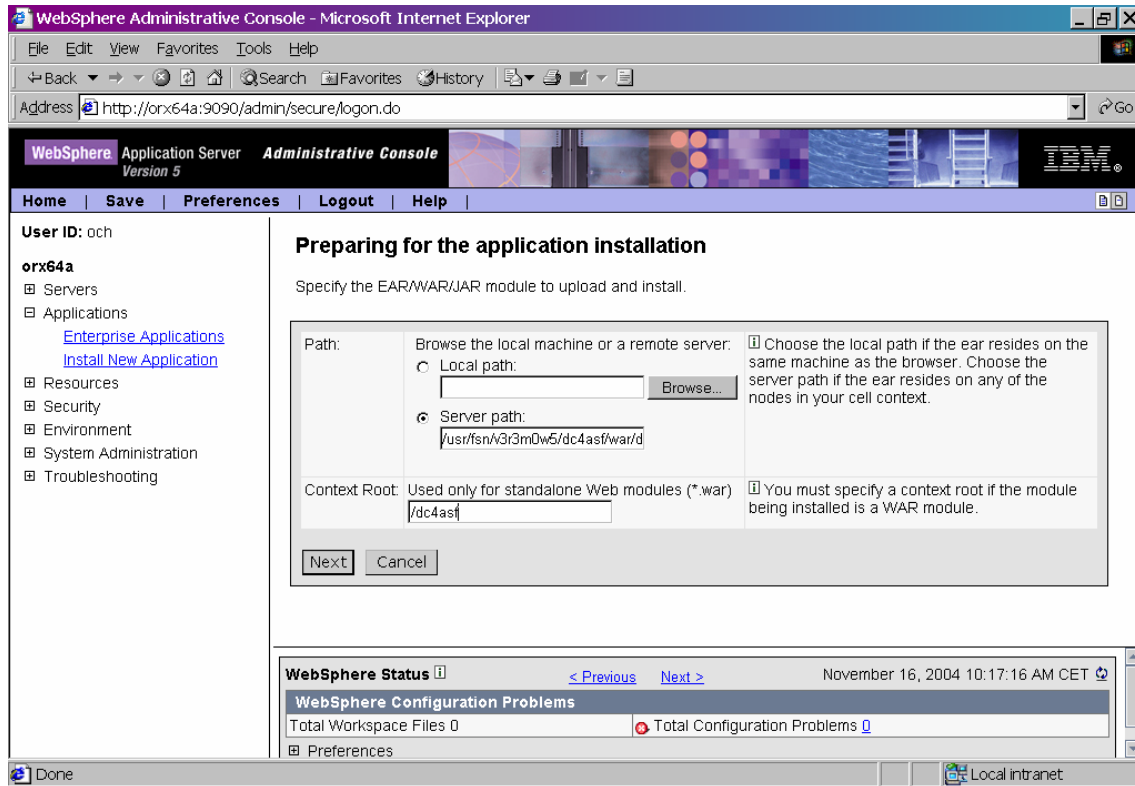 WebSphere Administrative Console - Microsoft Internet Explorer
File Edit View Favorites Tools Help
Back Search Favorites History
Address http://orx64a:9090/admin/secure/logon.do Go
WebSphere Application Server Administrative Console
Version 5
IBM
Home | Save | Preferences | Logout | Help |
User ID: och
orx64a
Servers
Applications
Enterprise Applications
Install New Application
Resources
Security
Environment
System Administration
Troubleshooting
Preparing for the application installation
Specify the EAR/WAR/JAR module to upload and install.
Path:
Browse the local machine or a remote server:
Local path:
Browse...
Server path:
/usr/fsn/v3r3m0w5/dc4asf/war/d
Choose the local path if the ear resides on the
same machine as the browser. Choose the
server path if the ear resides on any of the
nodes in your cell context.
Context Root:
Used only for standalone Web modules (*.war)
/dc4asf
You must specify a context root if the module
being installed is a WAR module.
Next Cancel
WebSphere Status < Previous Next > November 16, 2004 10:17:16 AM CET
WebSphere Configuration Problems
Total Workspace Files 0 Total Configuration Problems 0
Preferences
Done Local intranet